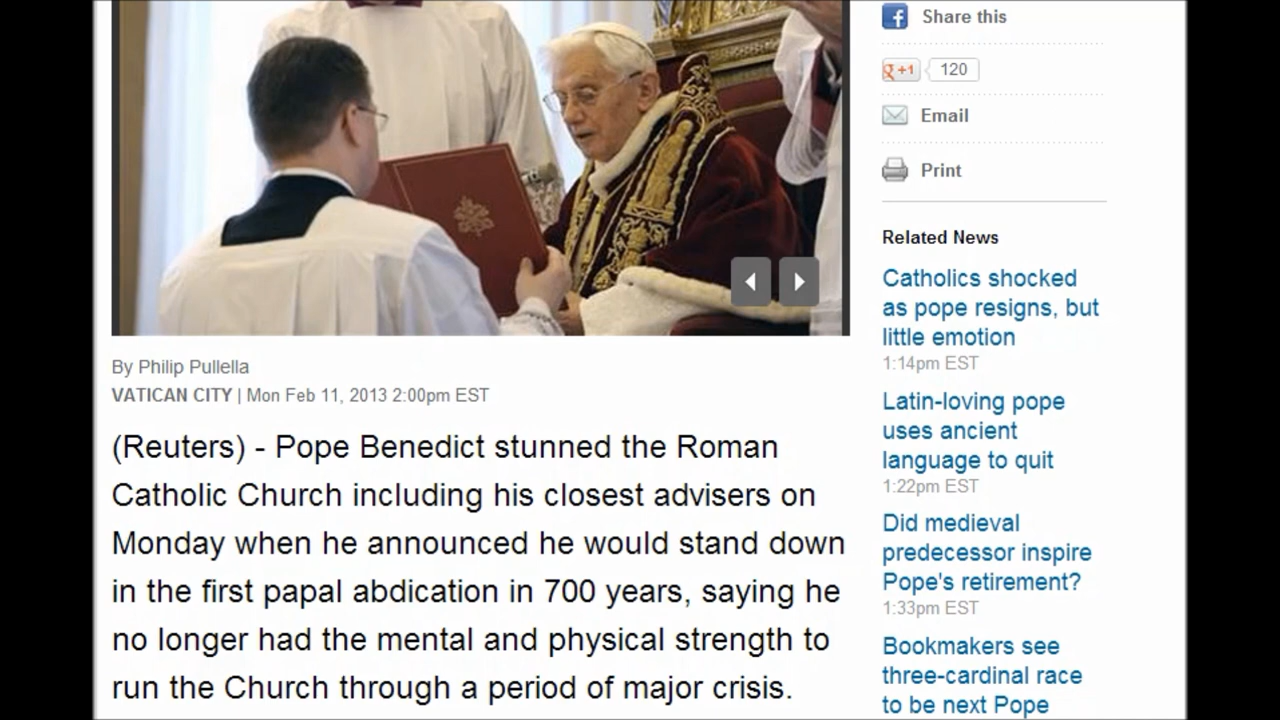 Share this
+1 120
Email
Print
By Philip Pullella
VATICAN CITY | Mon Feb 11, 2013 2:00pm EST
(Reuters) - Pope Benedict stunned the Roman
Catholic Church including his closest advisers on
Monday when he announced he would stand down
in the first papal abdication in 700 years, saying he
no longer had the mental and physical strength to
run the Church through a period of major crisis.
Related News
Catholics shocked
as pope resigns, but
little emotion
1:14pm EST
Latin-loving pope
uses ancient
language to quit
1:22pm EST
Did medieval
predecessor inspire
Pope's retirement?
1:33pm EST
Bookmakers see
three-cardinal race
to be next Pope